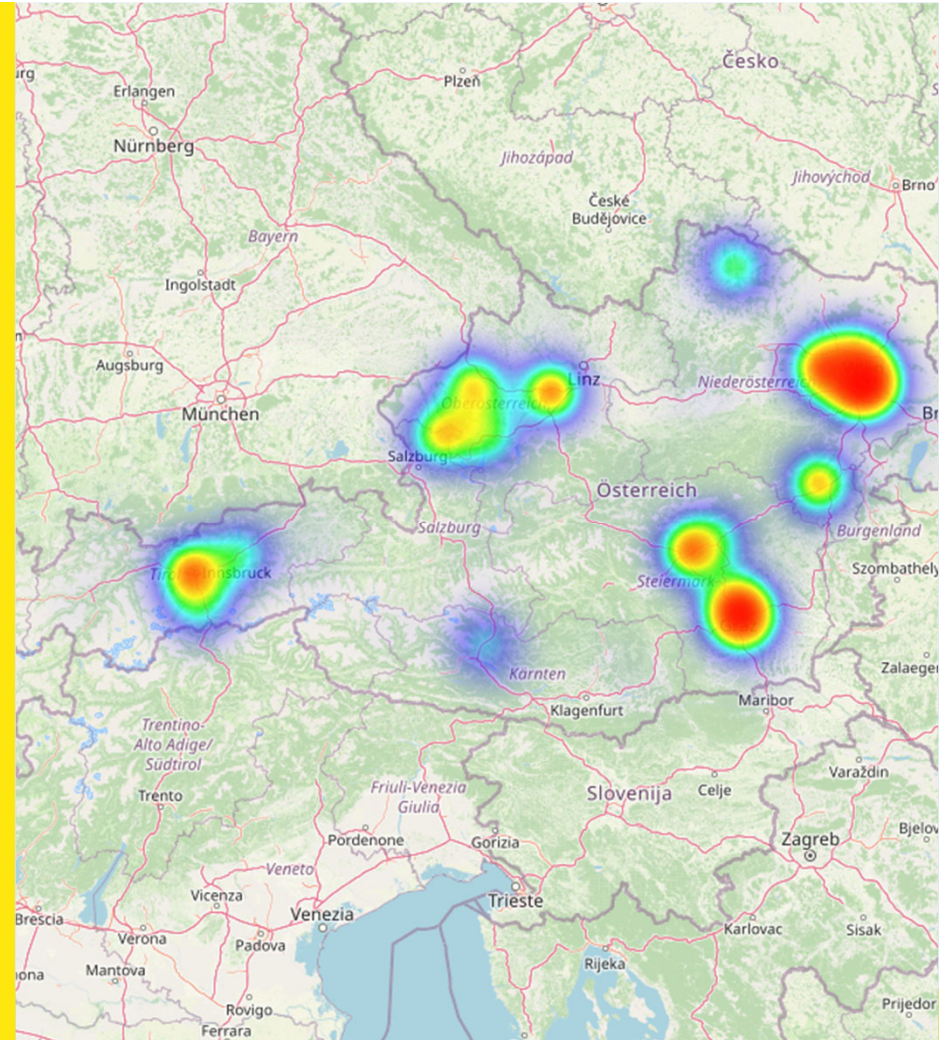 Česko
Plzeň
Erlangen
Nürnberg
Jihozápad
Jihovýchod
Brno
České
Budějovice
Bayern
Ingolstadt
Augsburg
Linz
Niederösterreich
München
Oberösterreich
Salzburg
Österreich
Salzburg
Burgenland
Szombathely
Innsbruck
Steiermark
Kärnten
Zalaeger
Maribor
Klagenfurt
Trentino-
Alto Adige/
Südtirol
Varaždin
Friuli-Venezia
Giulia
Slovenija
Celje
Trento
Bjelov
Pordenone
Gorizia
Zagreb
Veneto
Vicenza
Trieste
Brescia
Venezia
Karlovac
Sisak
Verona
Padova
Rijeka
Mantova
Prijedor
Rovigo
Ferrara